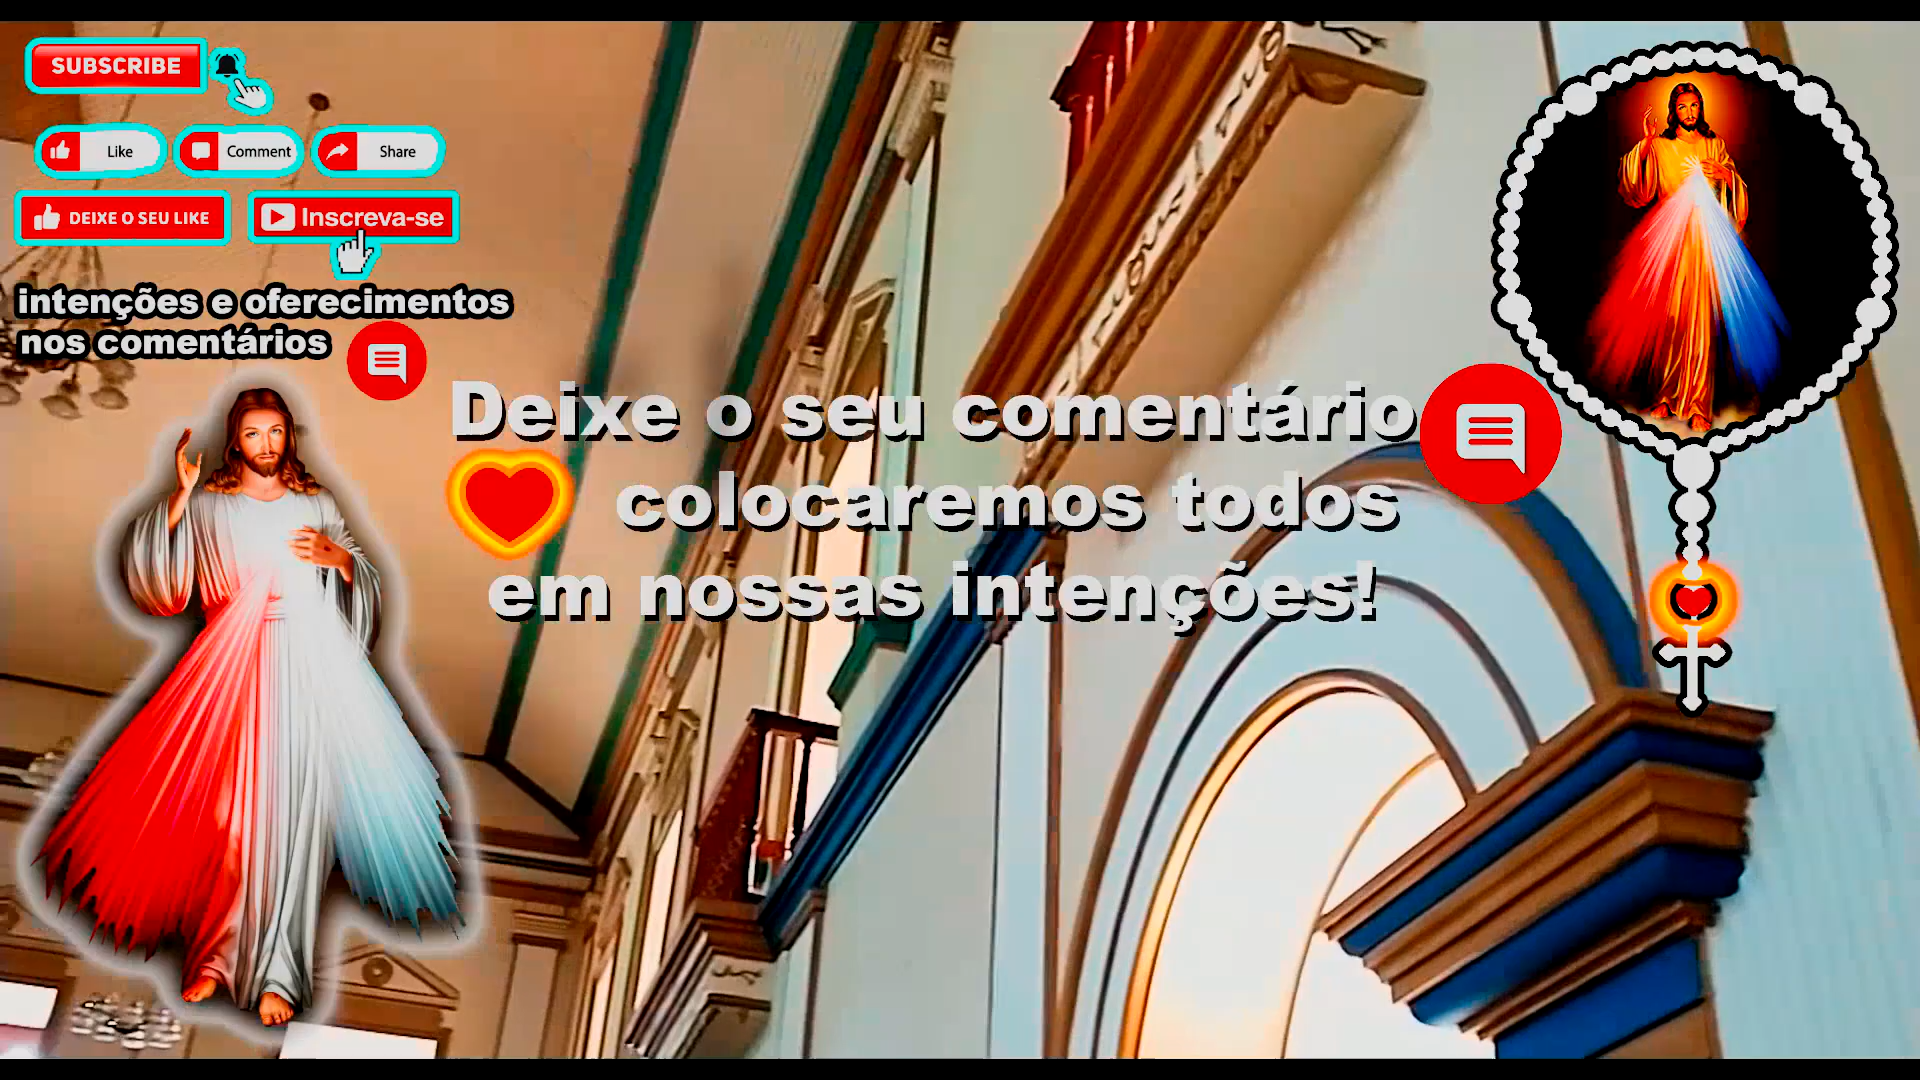 SUBSCRIBE
Like
Comment
Share
DEIXE O SEU LIKE
Inscreva-se
intenções e oferecimentos
nos comentários
Deixe o seu comentário
colocaremos todos
em nossas intenções!